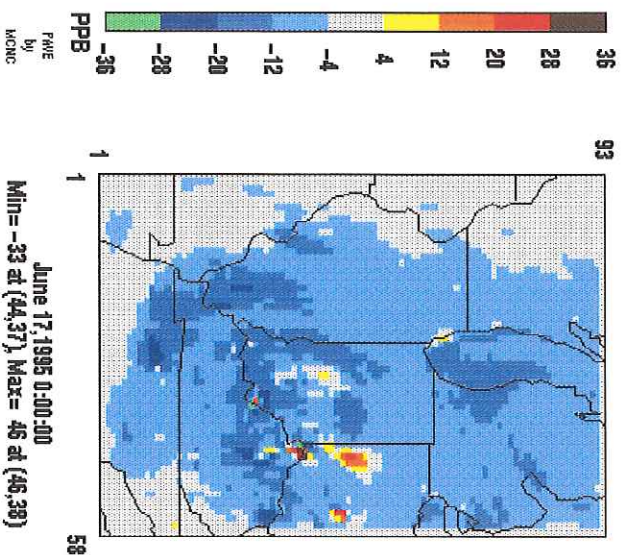 36
28
20
12
4
-4
-12
-20
-28
-36
PPB
PAVE
by
MCNC
93
1
1
58
June 17,1995 0:00:00
Min= -33 at (44,37), Max= 46 at (46,38)